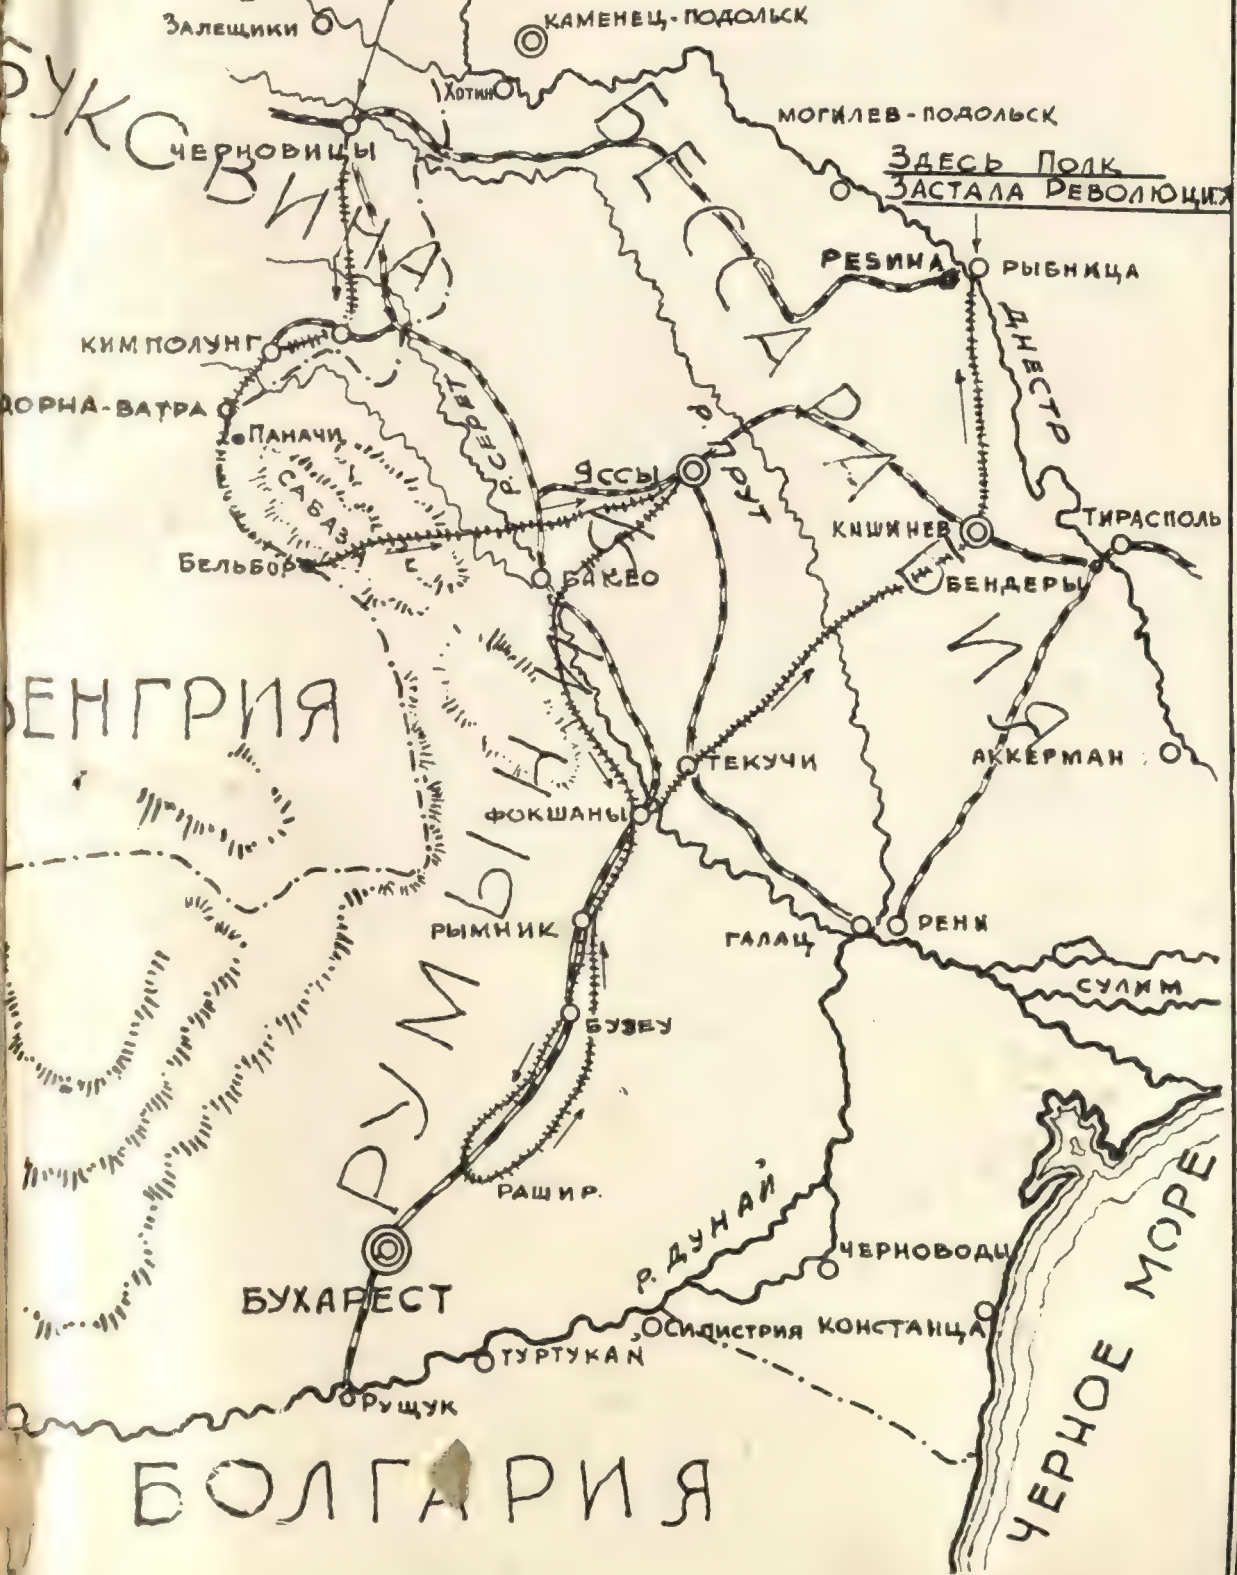 ЗАЛЕЩИКИ
КАМЕНЕЦ-ПОДОЛЬСК
БУКОВИНА
ХОТИН
МОГИЛЕВ-ПОДОЛЬСК
ЧЕРНОВИЦЫ
ЗДЕСЬ ПОЛК
ЗАСТАЛА РЕВОЛЮЦИЯ
БЕССАРАБИЯ
РЕЗИНА
РЫБНИЦА
ДНЕСТР
КИМПОЛУНГ
ДОРНА-ВАТРА
ПАНАЧИ
САБАЗ
Р.СЕРЕТ
Р. ПРУТ
ЯССЫ
КИШИНЕВ
ТИРАСПОЛЬ
БЕЛЬБОР
БАКЕО
БЕНДЕРЫ
ВЕНГРИЯ
ТЕКУЧИ
АККЕРМАН
ФОКШАНЫ
РУМЫНИЯ
РЫМНИК
ГАЛАЦ
РЕНИ
СУЛИМ
БУЗЕУ
РАШИР.
Р. ДУНАЙ
ЧЕРНОВОДЫ
БУХАРЕСТ
СИЛИСТРИЯ
КОНСТАНЦА
ТУРТУКАЙ
РУЩУК
БОЛГАРИЯ
ЧЕРНОЕ МОРЕ